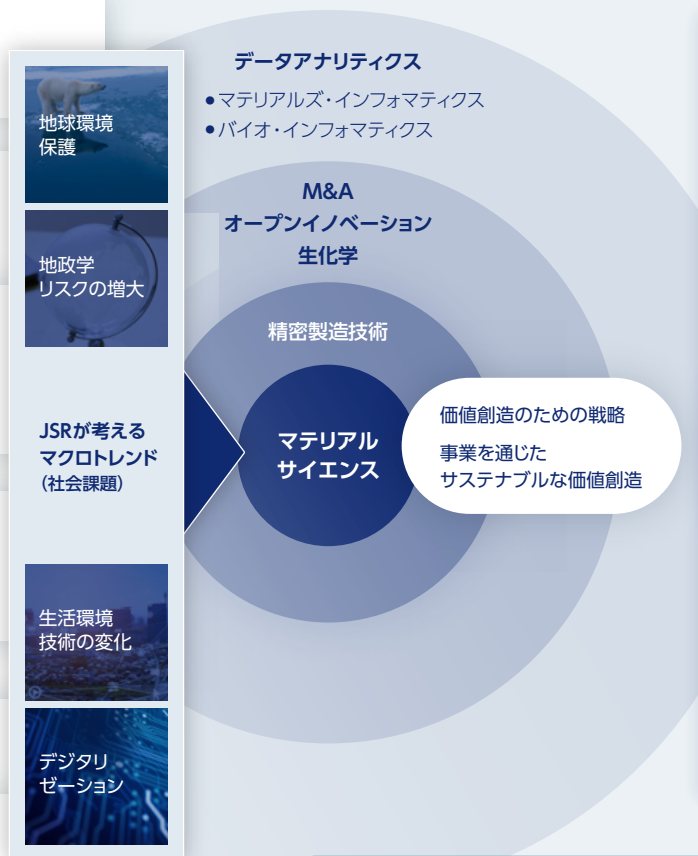 地球環境
保護
地政学
リスクの増大
JSRが考える
マクロトレンド
（社会課題）
生活環境
技術の変化
デジタリ
ゼーション
データアナリティクス
●マテリアルズ・インフォマティクス
●バイオ・インフォマティクス
M&A
オープンイノベーション
生化学
精密製造技術
マテリアル
サイエンス
価値創造のための戦略
事業を通じた
サステナブルな価値創造